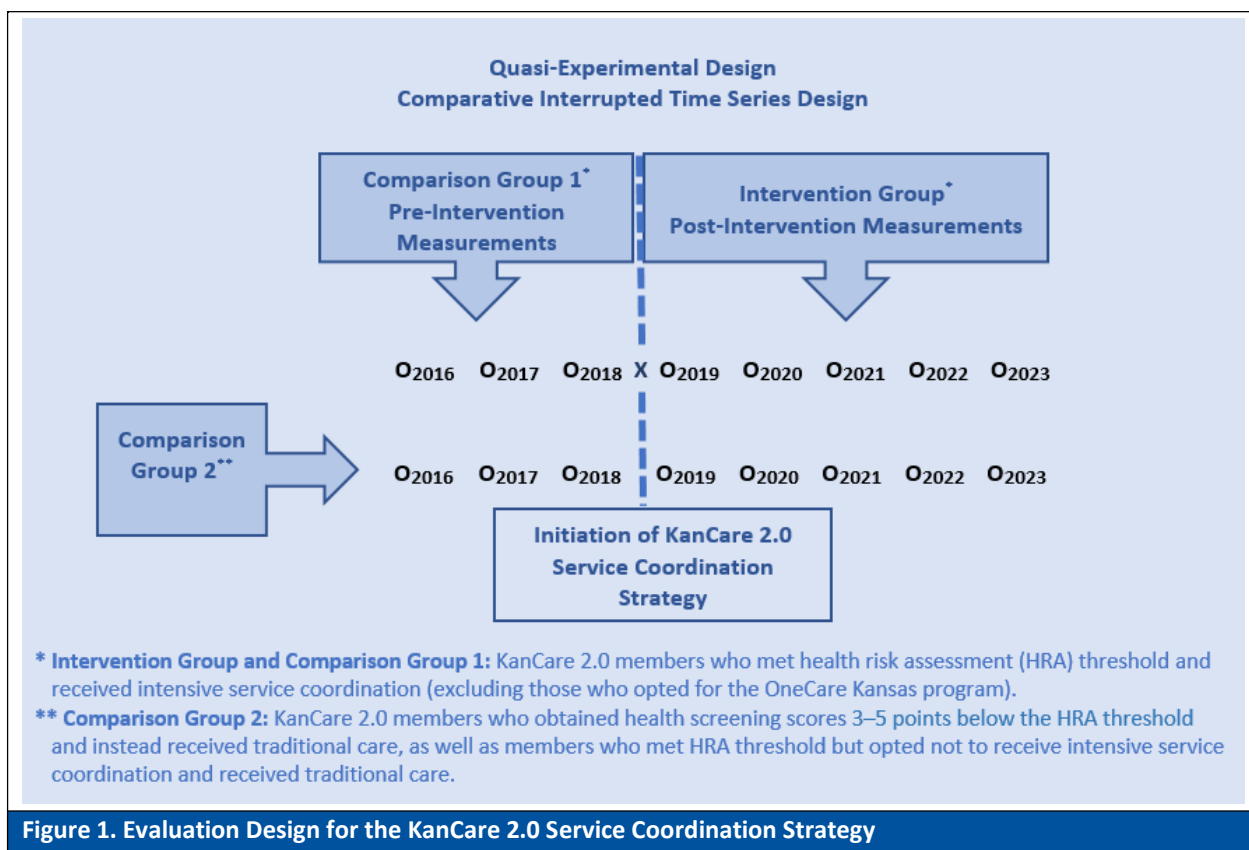 Quasi-Experimental Design
Comparative Interrupted Time Series Design
Comparison Group 1*
Pre-Intervention
Measurements
Intervention Group*
Post-Intervention Measurements
O2016 O2017 O2018 X O2019 O2020 O2021 O2022 O2023
Comparison
Group 2**
O2016 O2017 O2018 O2019 O2020 O2021 O2022 O2023
Initiation of KanCare 2.0
Service Coordination
Strategy
* Intervention Group and Comparison Group 1: KanCare 2.0 members who met health risk assessment (HRA) threshold and
received intensive service coordination (excluding those who opted for the OneCare Kansas program).
** Comparison Group 2: KanCare 2.0 members who obtained health screening scores 3–5 points below the HRA threshold
and instead received traditional care, as well as members who met HRA threshold but opted not to receive intensive service
coordination and received traditional care.
Figure 1. Evaluation Design for the KanCare 2.0 Service Coordination Strategy